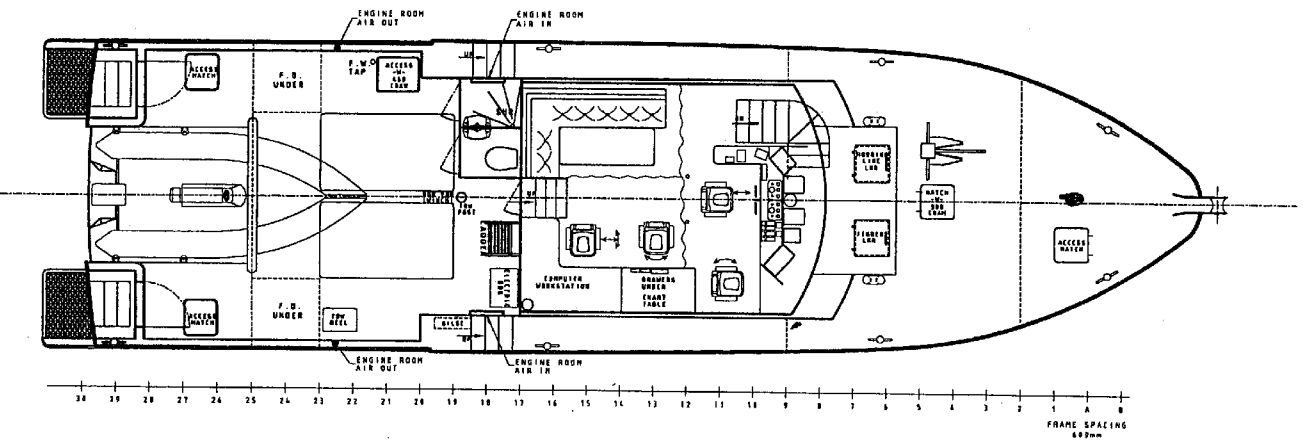 ENGINE ROOM
AIR OUT
ENGINE ROOM
AIR IN
UP
ACCESS
HATCH
F.O.
UNDER
F.W.
TAP
ACCESS
SHR
DN
MOORING
LINE
LKR
UP
TOW
POST
HATCH
ACCESS
HATCH
FENDER
LKR
LADDER
COMPUTER
WORKSTATION
DRAWERS
UNDER
CHART
TABLE
ACCESS
HATCH
F.O.
UNDER
TOW
REEL
BILGE
UP
ENGINE ROOM
AIR OUT
ENGINE ROOM
AIR IN
28 27 26 25 24 23 22 21 20 19 18 17 16 15 14 13 12 11 10 9 8 7 6 5 4 3 2 1 A B
FRAME SPACING
600mm